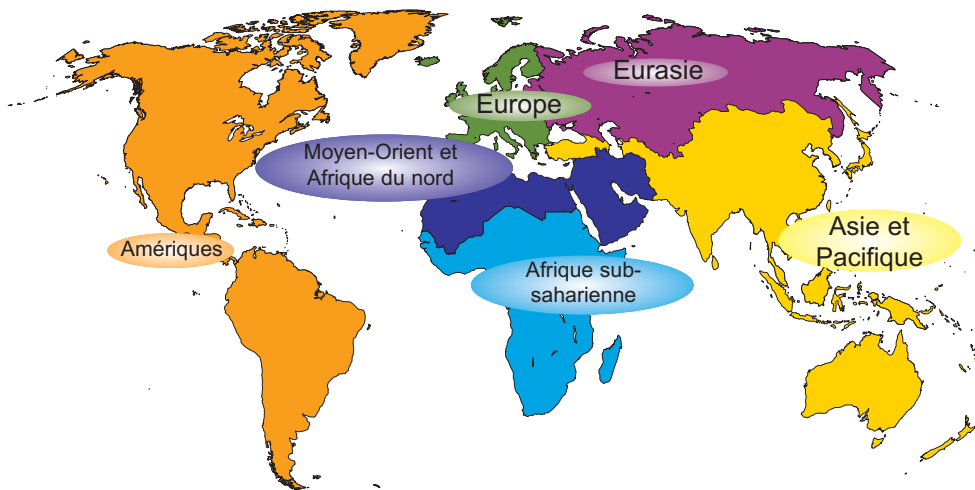 Eurasie
Europe
Moyen-Orient et
Afrique du nord
Amériques
Asie et
Pacifique
Afrique sub-
saharienne